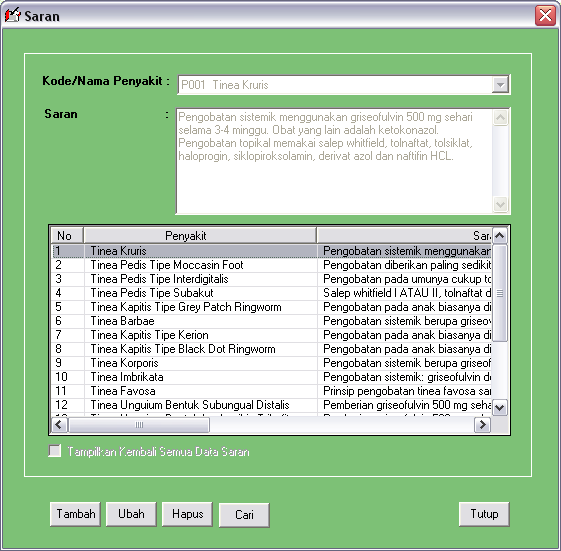 Saran
Kode/Nama Penyakit : P001 Tinea Kruris
Saran :
Pengobatan sistemik menggunakan griseofulvin 500 mg sehari
selama 3-4 minggu. Obat yang lain adalah ketokonazol.
Pengobatan topikal memakai salep whitfield, tolnaftat, tolsiklat,
haloprogin, siklopiroksolamin, derivat azol dan naftifin HCL.
No Penyakit Sar
1 Tinea Kruris Pengobatan sistemik menggunakan
2 Tinea Pedis Tipe Moccasin Foot Pengobatan diberikan paling sedikit
3 Tinea Pedis Tipe Interdigitalis Pengobatan pada umunya cukup to
4 Tinea Pedis Tipe Subakut Salep whitfield I ATAU II, tolnaftat d
5 Tinea Kapitis Tipe Grey Patch Ringworm Pengobatan pada anak biasanya di
6 Tinea Barbae Pengobatan sistemik berupa griseov
7 Tinea Kapitis Tipe Kerion Pengobatan pada anak biasanya di
8 Tinea Kapitis Tipe Black Dot Ringworm Pengobatan pada anak biasanya di
9 Tinea Korporis Pengobatan sistemik berupa griseof
10 Tinea Imbrikata Pengobatan sistemik: griseofulvin de
11 Tinea Favosa Prinsip pengobatan tinea favosa sar
12 Tinea Unguium Bentuk Subungual Distalis Pemberian griseofulvin 500 mg seha
Tampilkan Kembali Semua Data Saran
Tambah Ubah Hapus Cari Tutup